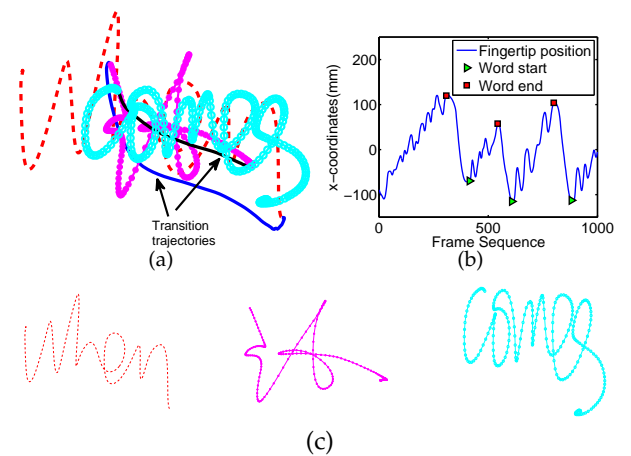 Transition
trajectories
(a)
x−coordinates(mm)
200
100
0
−100
0
500
1000
Frame Sequence
Fingertip position
Word start
Word end
(b)
when
it
comes
(c)